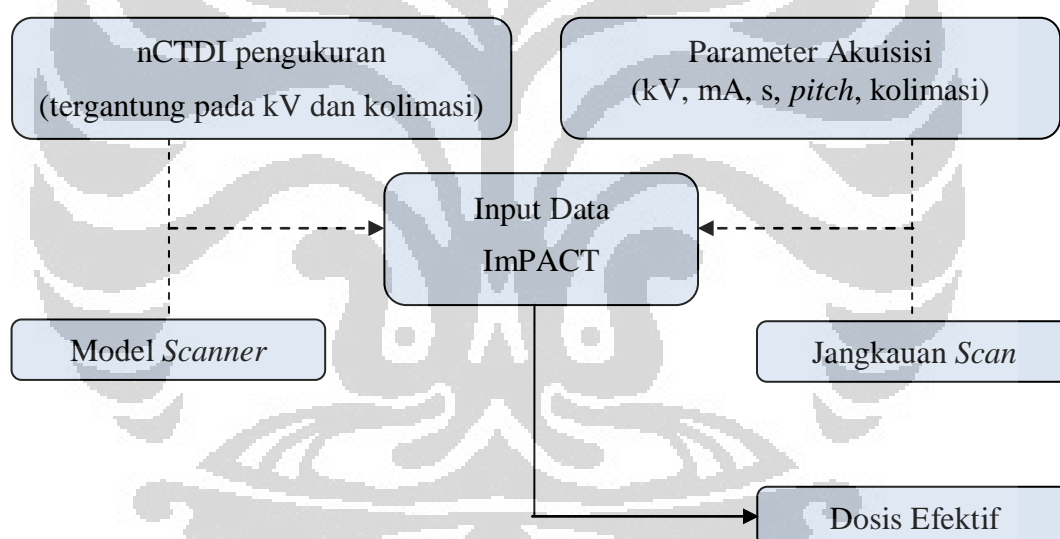 nCTDI pengukuran
(tergantung pada kV dan kolimasi)
Parameter Akuisisi
(kV, mA, s, pitch, kolimasi)
Input Data
ImPACT
Model Scanner
Jangkauan Scan
Dosis Efektif